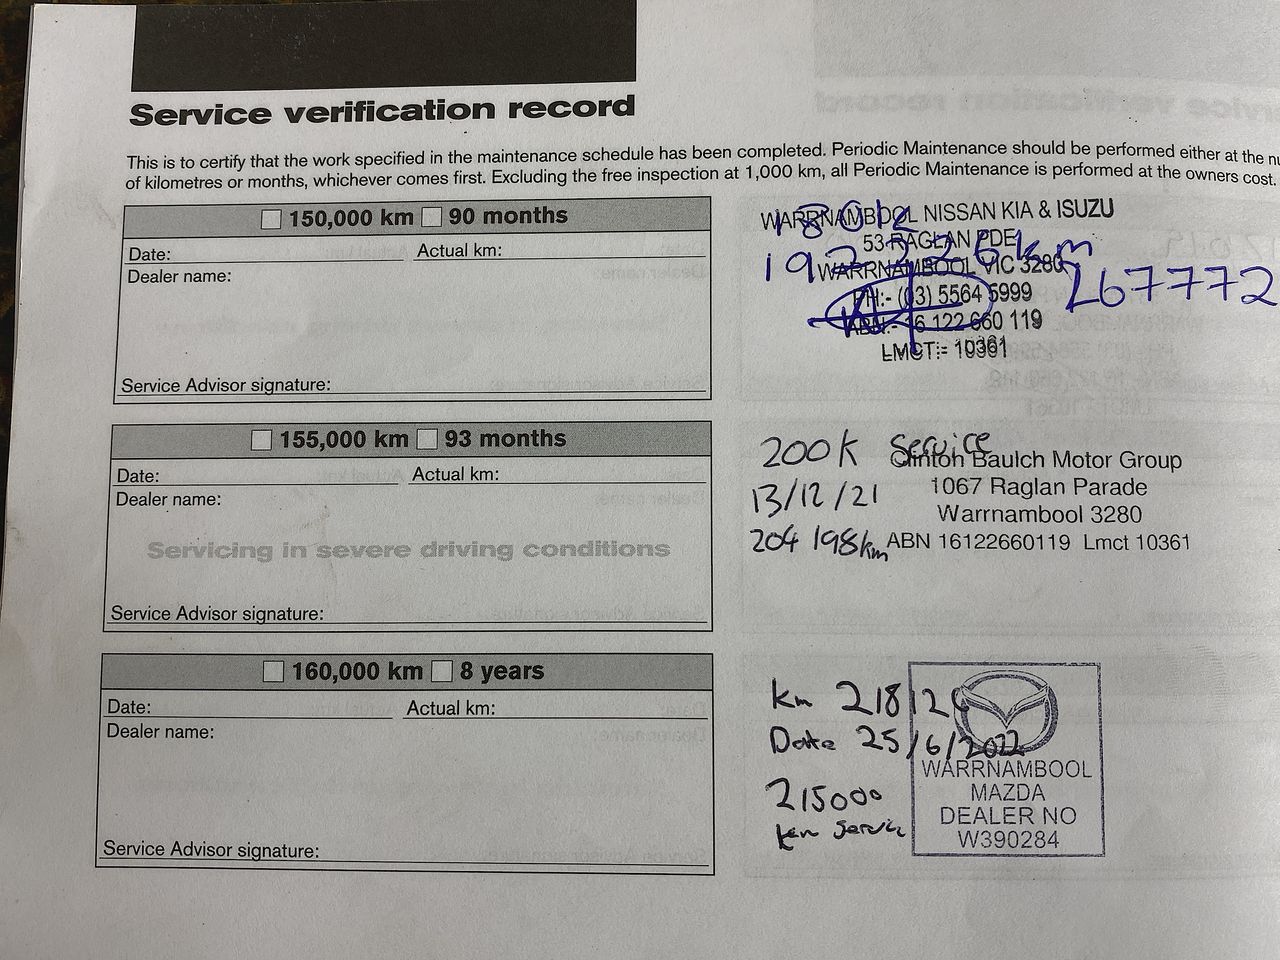 Service verification record
This is to certify that the work specified in the maintenance schedule has been completed. Periodic Maintenance should be performed either at the
of kilometres or months, whichever comes first. Excluding the free inspection at 1,000 km, all Periodic Maintenance is performed at the owners cost.
150,000 km 90 months
Date: Actual km:
Dealer name:
Service Advisor signature:
155,000 km 93 months
Date: Actual km:
Dealer name:
Servicing in severe driving conditions
Service Advisor signature:
160,000 km 8 years
Date: Actual km:
Dealer name:
Service Advisor signature:
WARRNAMBOOL NISSAN KIA & ISUZU
53 RAGLAN PDE
WARRNAMBOOL VIC 3280
PH:- (03) 5564 5999
ABN:- 16 122 660 119
LMCT:- 10361
267772
200K Service
Clinton Baulch Motor Group
13/12/21
1067 Raglan Parade
Warrnambool 3280
204 198km
ABN 16122660119 Lmct 10361
km
Date 25/6/2022
215000
km Service
WARRNAMBOOL
MAZDA
DEALER NO
W390284